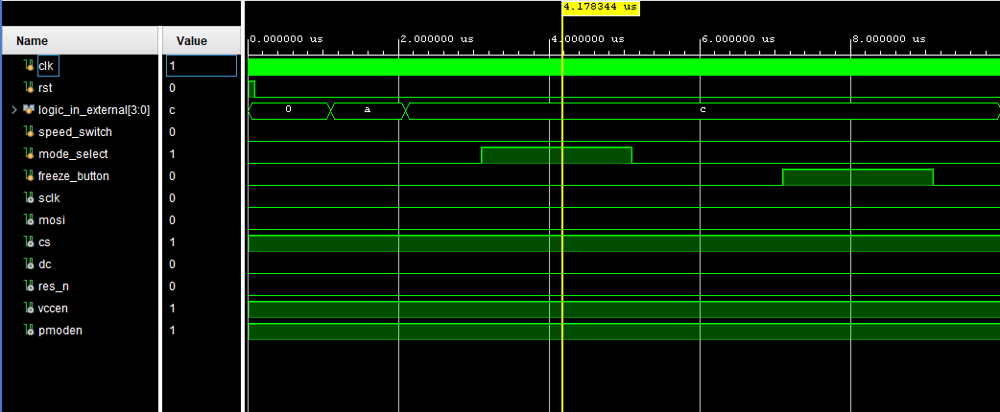 4.178344 us
Name Value
0.000000 us 2.000000 us 4.000000 us 6.000000 us 8.000000 us
clk 1
rst 0
logic_in_external[3:0] c 0 a c
speed_switch 0
mode_select 1
freeze_button 0
sclk 0
mosi 0
cs 1
dc 0
res_n 0
vccen 1
pmoden 1